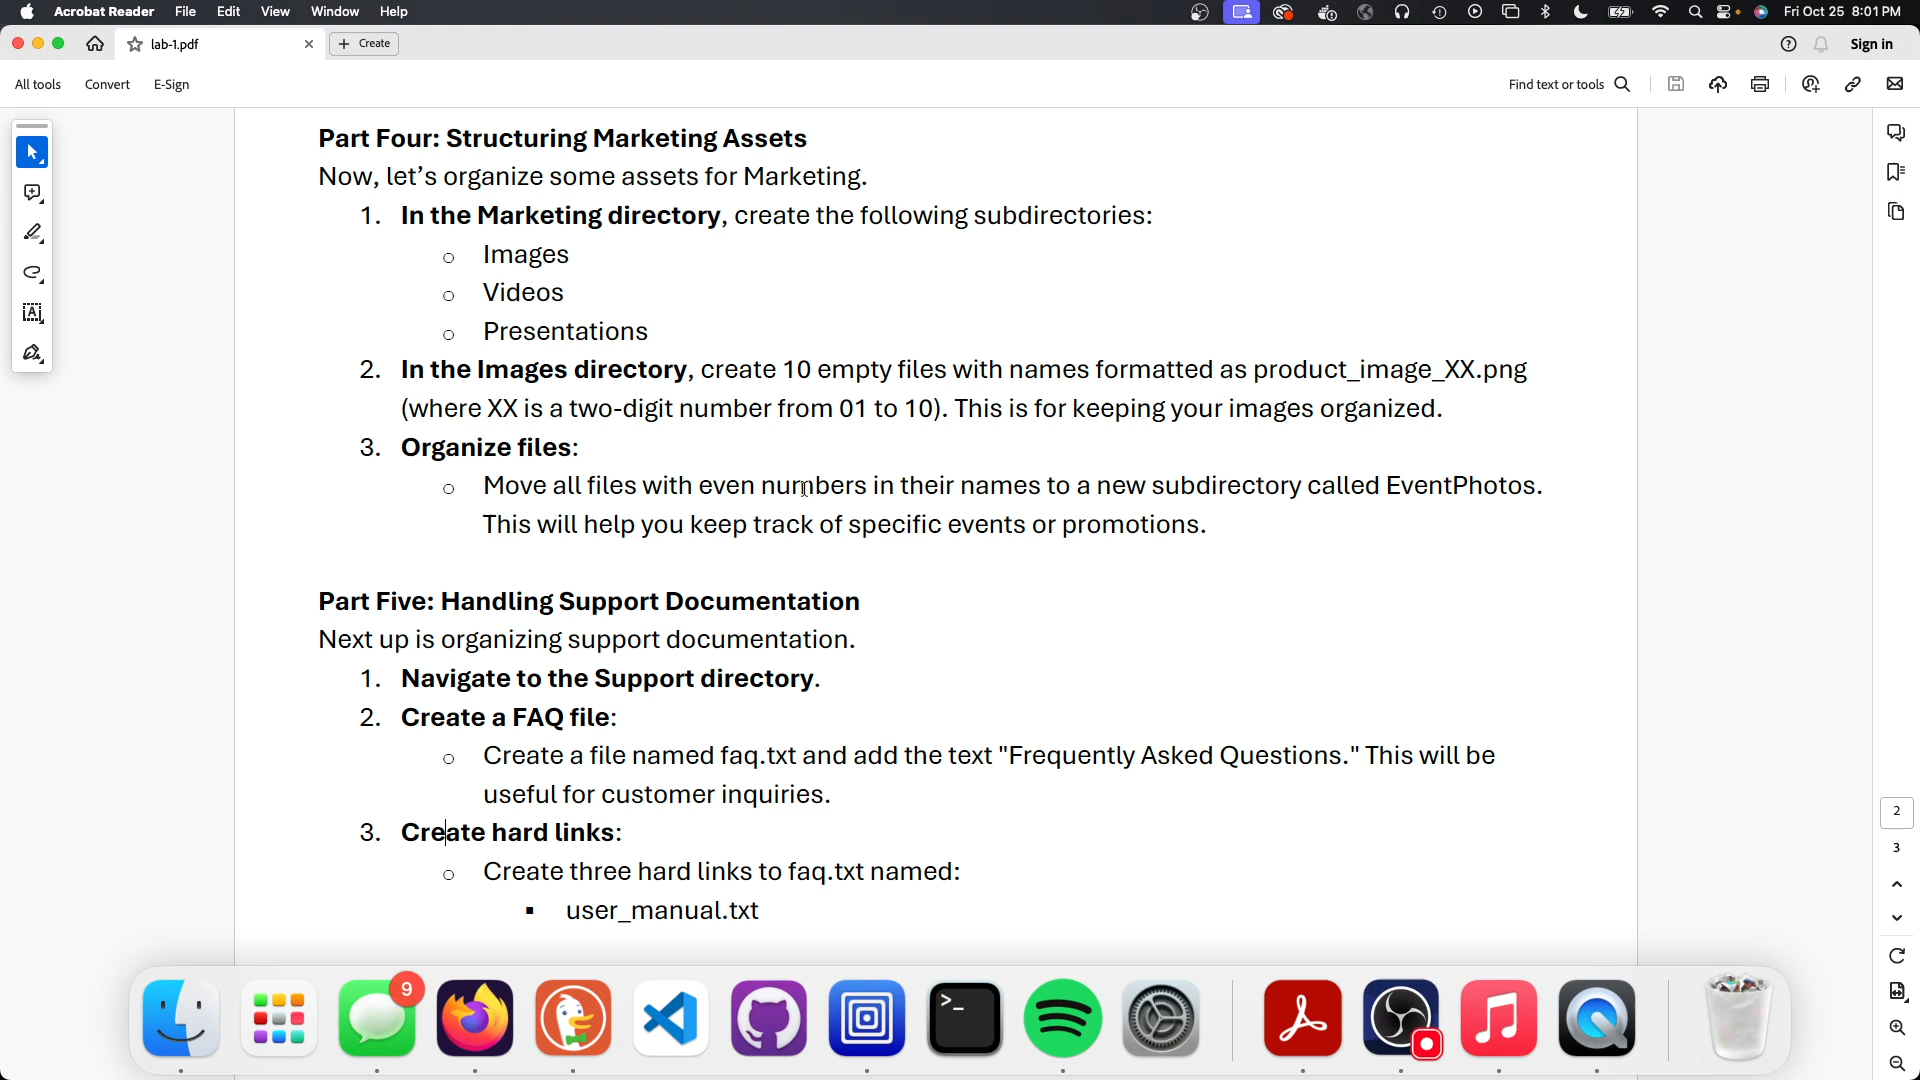 Acrobat Reader File Edit View Window Help Fri Oct 25 8:01 PM
lab-1.pdf Create Sign in
All tools Convert E-Sign Find text or tools
Part Four: Structuring Marketing Assets
Now, let’s organize some assets for Marketing.
1. In the Marketing directory, create the following subdirectories:
○ Images
○ Videos
○ Presentations
2. In the Images directory, create 10 empty files with names formatted as product_image_XX.png
(where XX is a two-digit number from 01 to 10). This is for keeping your images organized.
3. Organize files:
○ Move all files with even numbers in their names to a new subdirectory called EventPhotos.
This will help you keep track of specific events or promotions.
Part Five: Handling Support Documentation
Next up is organizing support documentation.
1. Navigate to the Support directory.
2. Create a FAQ file:
○ Create a file named faq.txt and add the text "Frequently Asked Questions." This will be
useful for customer inquiries.
3. Create hard links:
○ Create three hard links to faq.txt named:
▪ user_manual.txt
2
3
9